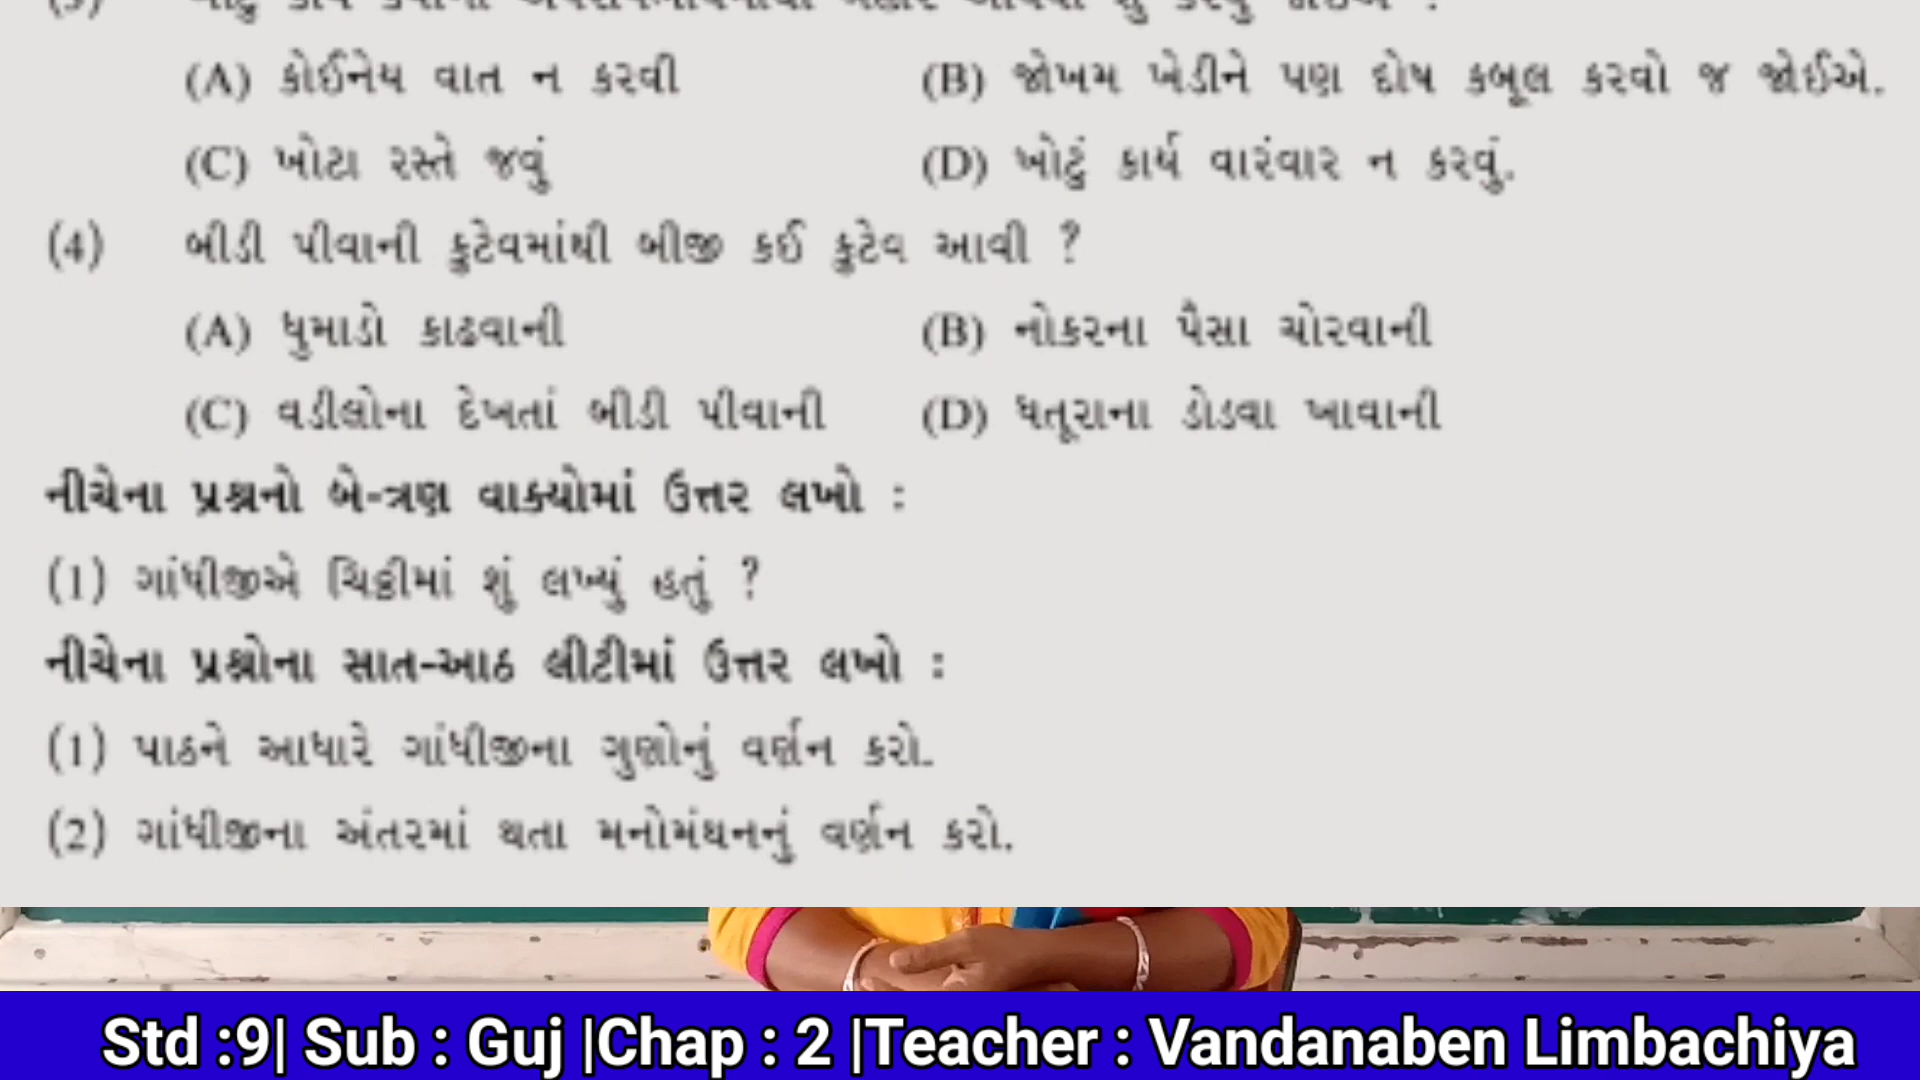 (A) કોઈનેય વાત ન કરવી (B) જોખમ ખેડીને પણ દોષ કબૂલ કરવો જ જોઈએ.
(C) ખોટા રસ્તે જવું (D) ખોટું કાર્ય વારંવાર ન કરવું.
(4) બીડી પીવાની કુટેવમાંથી બીજી કઈ કુટેવ આવી ?
(A) ધુમાડો કાઢવાની (B) નોકરના પૈસા ચોરવાની
(C) વડીલોના દેખતાં બીડી પીવાની (D) ધતૂરાના ડોડવા ખાવાની
નીચેના પ્રશ્નનો બે-ત્રણ વાક્યોમાં ઉત્તર લખો :
(1) ગાંધીજીએ ચિઠ્ઠીમાં શું લખ્યું હતું ?
નીચેના પ્રશ્નોના સાત-આઠ લીટીમાં ઉત્તર લખો :
(1) પાઠને આધારે ગાંધીજીના ગુણોનું વર્ણન કરો.
(2) ગાંધીજીના અંતરમાં થતા મનોમંથનનું વર્ણન કરો.
Std :9| Sub : Guj |Chap : 2 |Teacher : Vandanaben Limbachiya